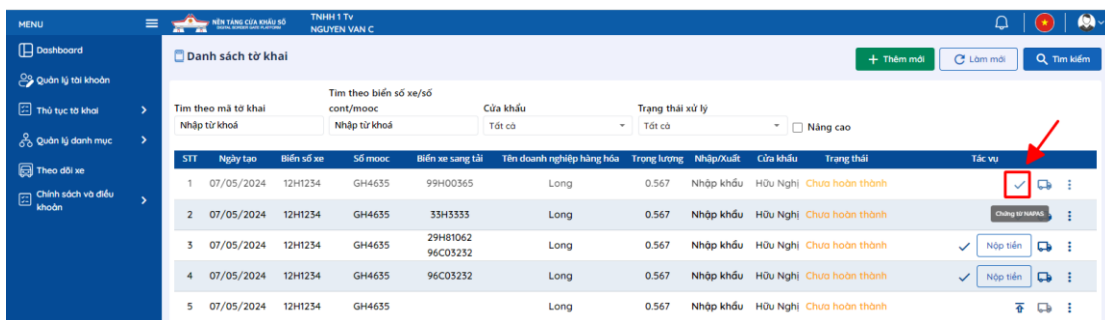 MENU
NỀN TẢNG CỬA KHẨU SỐ
DIGITAL BORDER GATE PLATFORM
TNHH 1 Tv
NGUYEN VAN C
Dashboard
Quản lý tài khoản
Thủ tục tờ khai
Quản lý danh mục
Theo dõi xe
Chính sách và điều
khoản
Danh sách tờ khai
+ Thêm mới
Làm mới
Tìm kiếm
Tìm theo mã tờ khai
Nhập từ khoá
Tìm theo biển số xe/số
cont/mooc
Nhập từ khoá
Cửa khẩu
Tất cả
Trạng thái xử lý
Tất cả
Nâng cao
STT Ngày tạo Biển số xe Số mooc Biển xe sang tải Tên doanh nghiệp hàng hóa Trọng lượng Nhập/Xuất Cửa khẩu Trạng thái Tác vụ
1 07/05/2024 12H1234 GH4635 99H00365 Long 0.567 Nhập khẩu Hữu Nghị Chưa hoàn thành
Chứng từ NAPAS
2 07/05/2024 12H1234 GH4635 33H3333 Long 0.567 Nhập khẩu Hữu Nghị Chưa hoàn thành
3 07/05/2024 12H1234 GH4635 29H81062 96C03232 Long 0.567 Nhập khẩu Hữu Nghị Chưa hoàn thành Nộp tiền
4 07/05/2024 12H1234 GH4635 96C03232 Long 0.567 Nhập khẩu Hữu Nghị Chưa hoàn thành Nộp tiền
5 07/05/2024 12H1234 GH4635 Long 0.567 Nhập khẩu Hữu Nghị Chưa hoàn thành